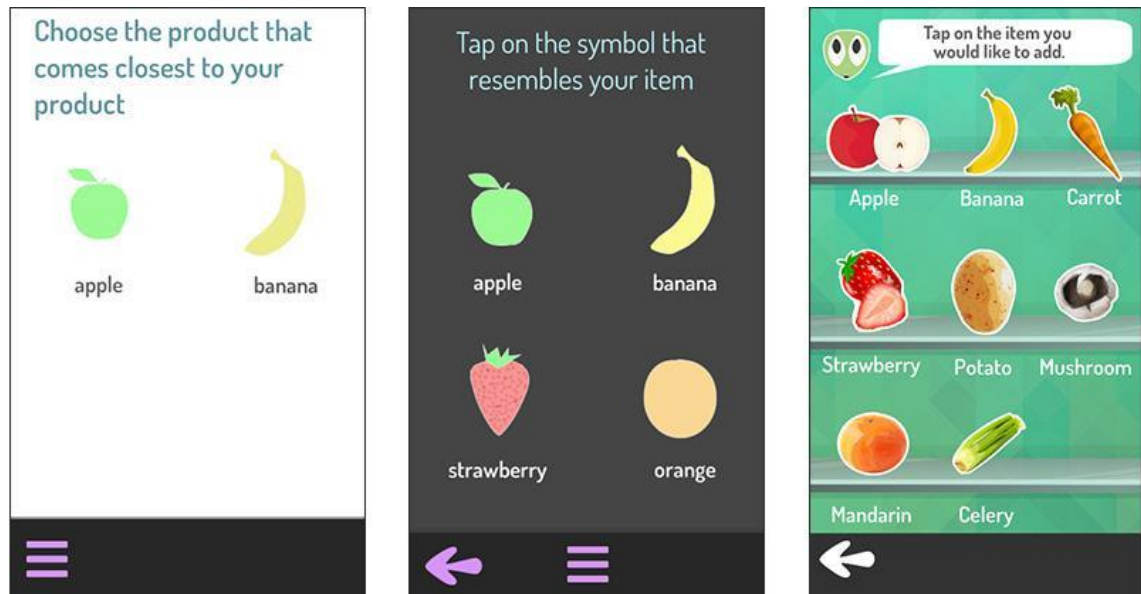 Choose the product that
comes closest to your
product
apple banana
Tap on the symbol that
resembles your item
apple banana
strawberry orange
Tap on the item you
would like to add.
Apple Banana Carrot
Strawberry Potato Mushroom
Mandarin Celery